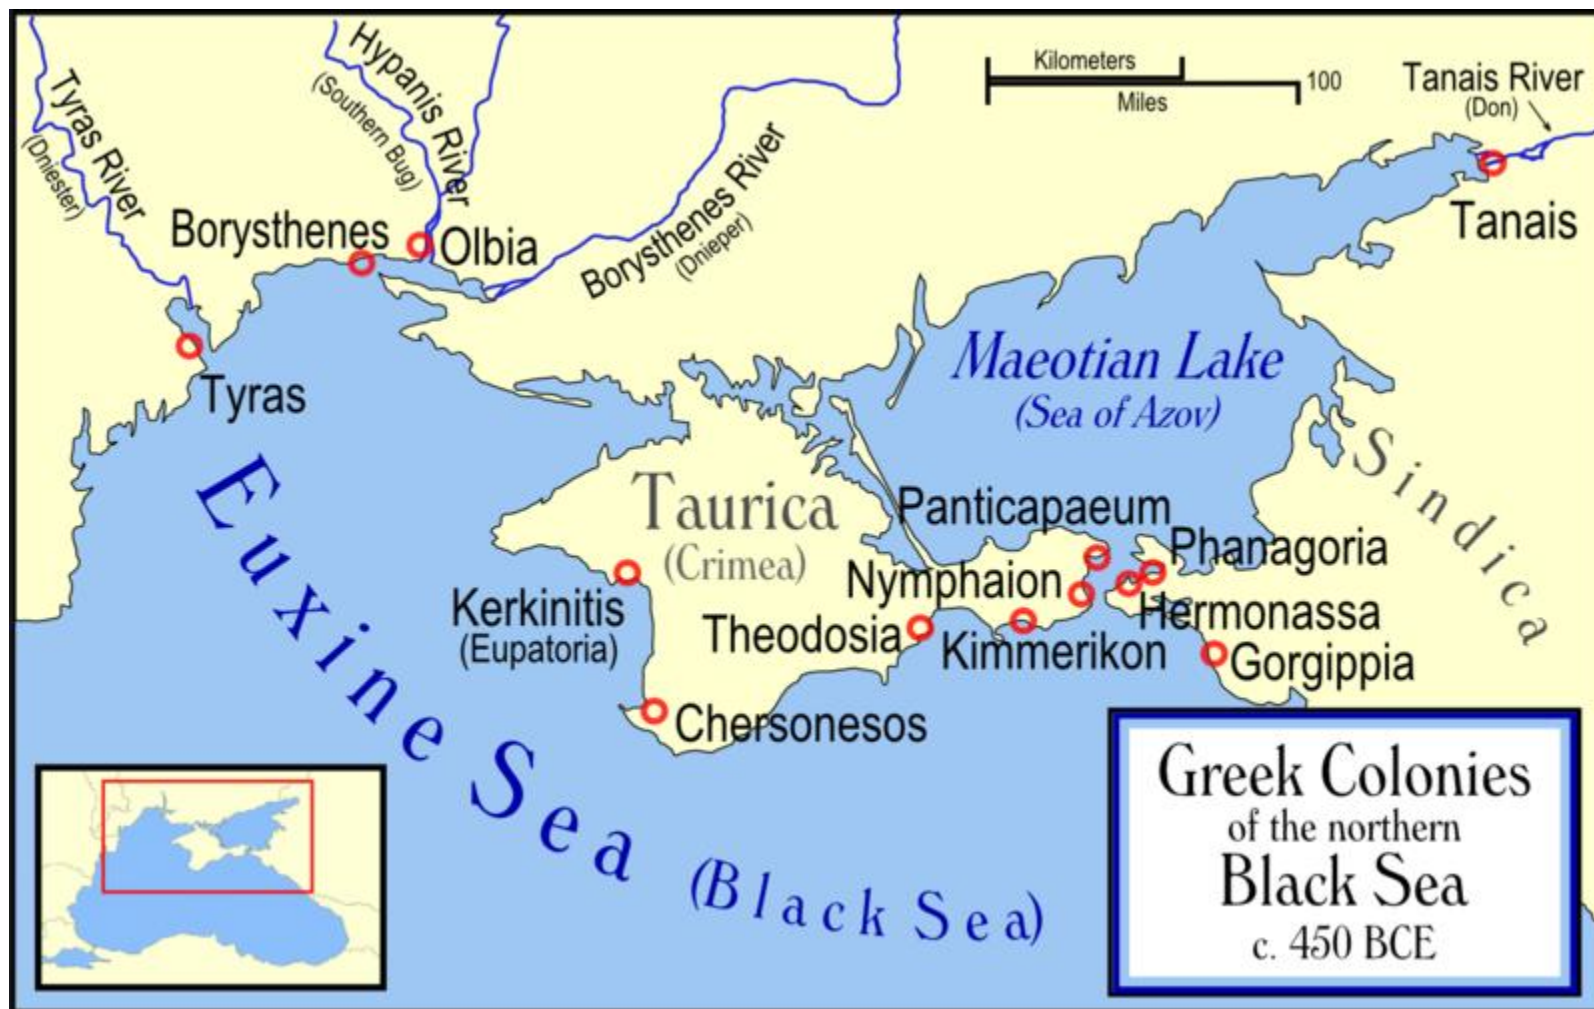 Kilometers
100
Miles
Tanais River
(Don)
Tyras River
(Dniester)
Hypanis River
(Southern Bug)
Borysthenes River
(Dnieper)
Borysthenes
Olbia
Tanais
Tyras
Maeotian Lake
(Sea of Azov)
Sindica
Taurica
(Crimea)
Panticapaeum
Phanagoria
Nymphaion
Hermonassa
Kerkinitis
(Eupatoria)
Theodosia
Kimmerikon
Gorgippia
Chersonesos
Euxine Sea (Black Sea)
Greek Colonies
of the northern
Black Sea
c. 450 BCE